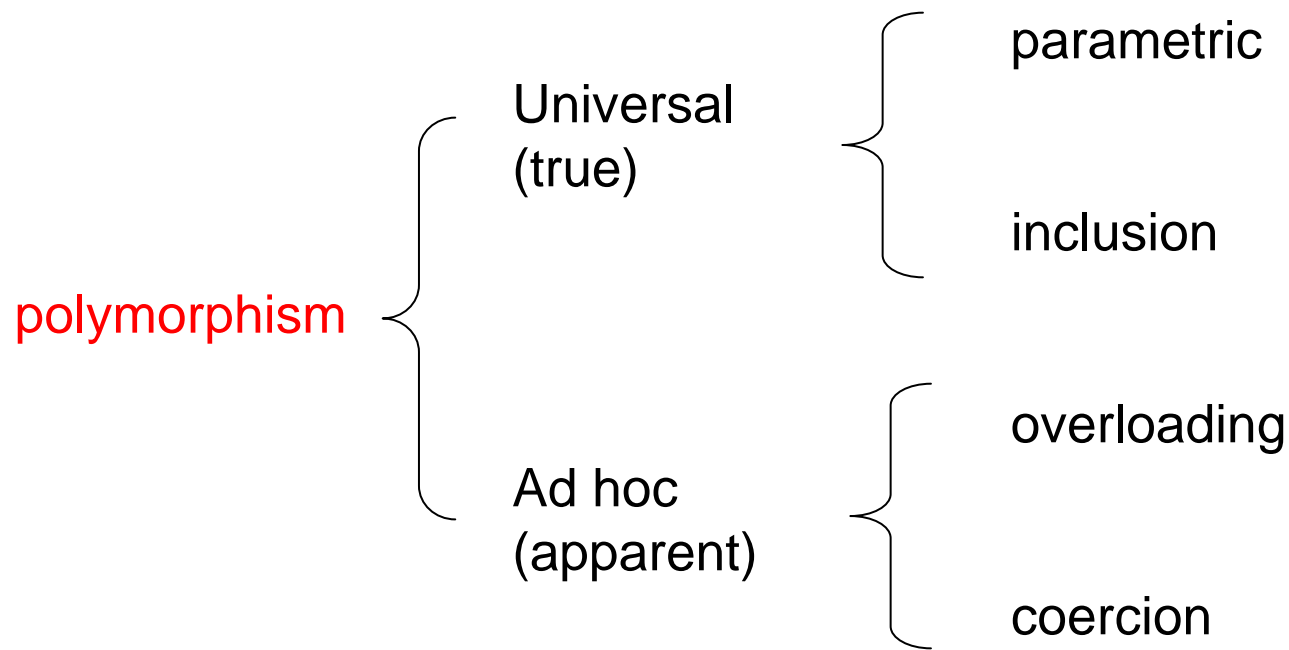 polymorphism
Universal
(true)
parametric
inclusion
Ad hoc
(apparent)
overloading
coercion